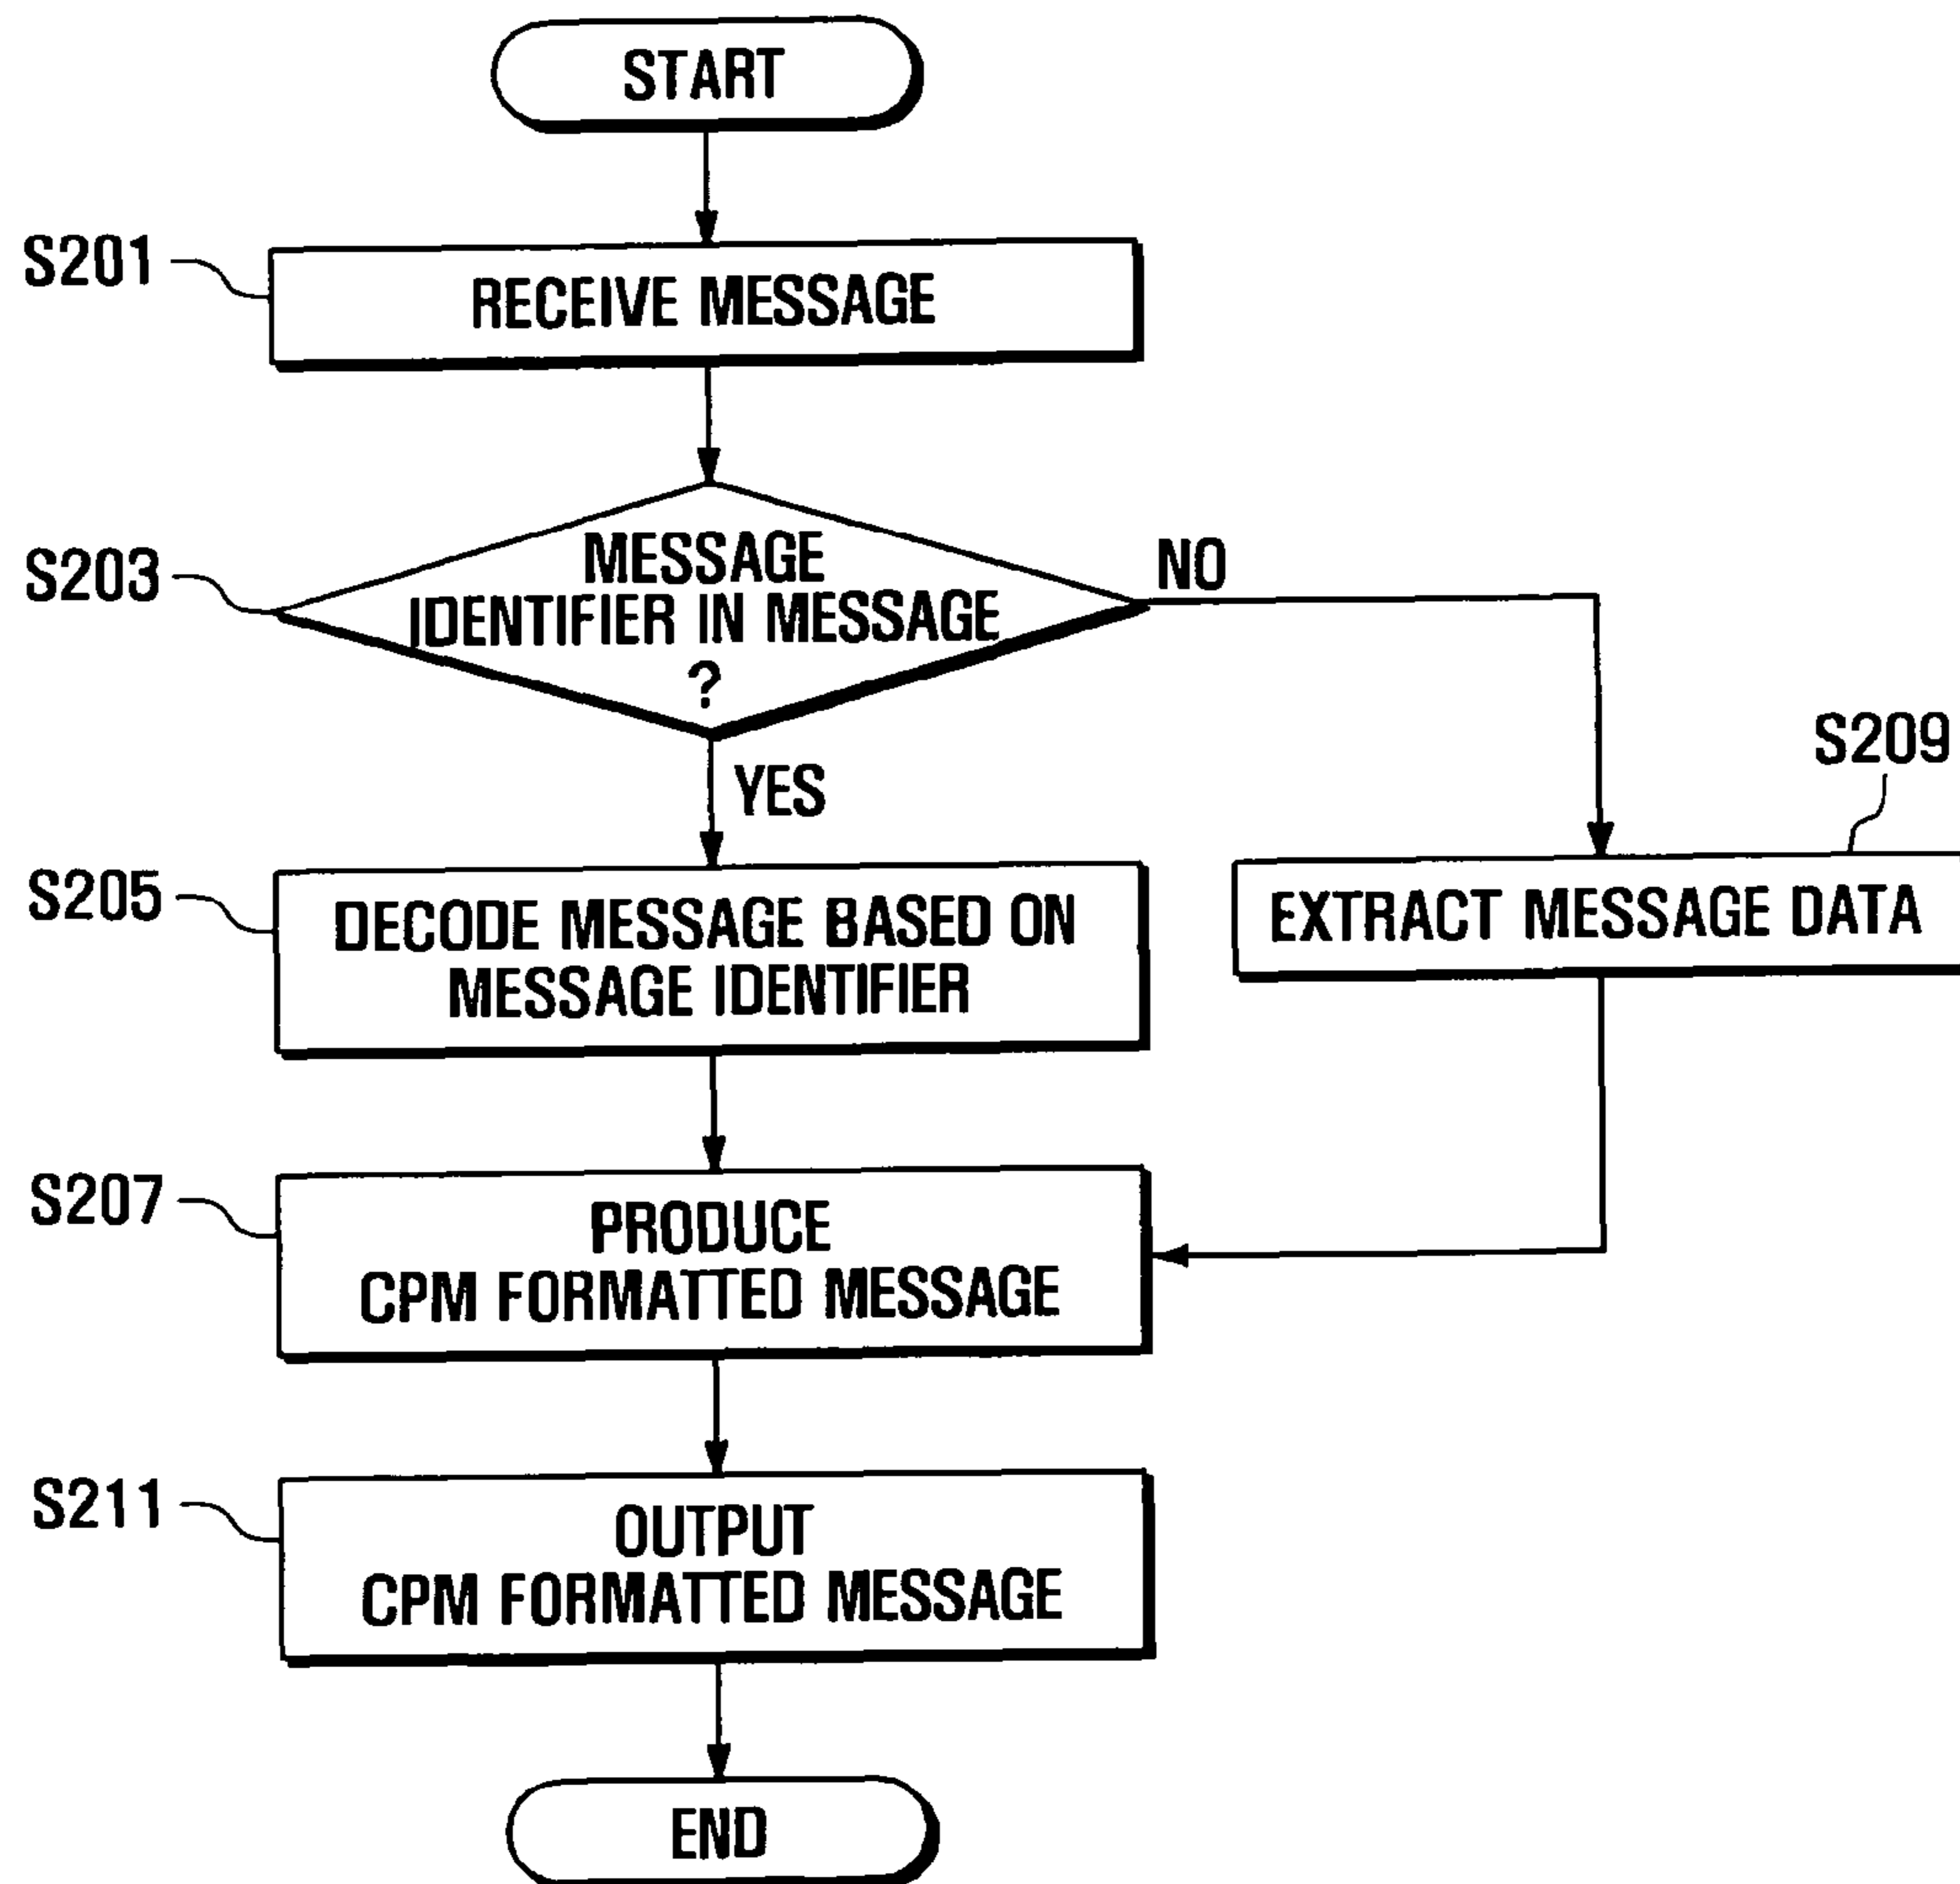 START
S201
RECEIVE MESSAGE
S203
MESSAGE
IDENTIFIER IN MESSAGE
?
NO
YES
S209
S205
DECODE MESSAGE BASED ON
MESSAGE IDENTIFIER
EXTRACT MESSAGE DATA
S207
PRODUCE
CPM FORMATTED MESSAGE
S211
OUTPUT
CPM FORMATTED MESSAGE
END